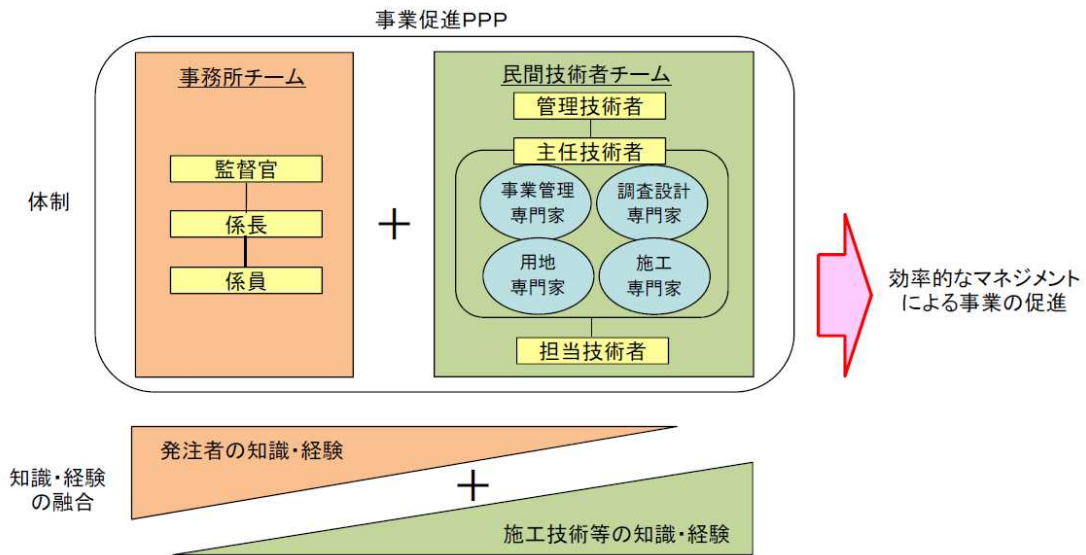 事業促進PPP
体制
事務所チーム
監督官
係長
係員
+
民間技術者チーム
管理技術者
主任技術者
事業管理
専門家
調査設計
専門家
用地
専門家
施工
専門家
担当技術者
効率的なマネジメント
による事業の促進
知識・経験
の融合
発注者の知識・経験
+
施工技術等の知識・経験